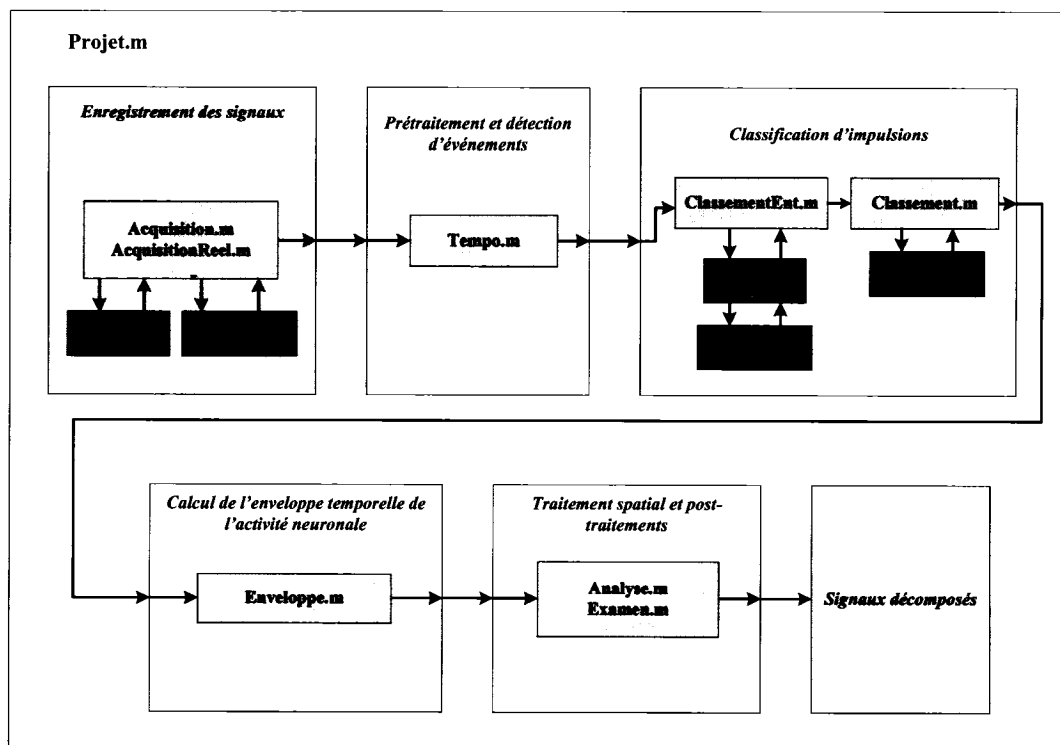 Projet.m
Enregistrement des signaux
Acquisition.m
AcquisitionReel.m
Prétraitement et détection
d'événements
Tempo.m
Classification d'impulsions
ClassementEnt.m
Classement.m
Calcul de l'enveloppe temporelle de
l'activité neuronale
Enveloppe.m
Traitement spatial et post-
traitements
Analyse.m
Examen.m
Signaux décomposés